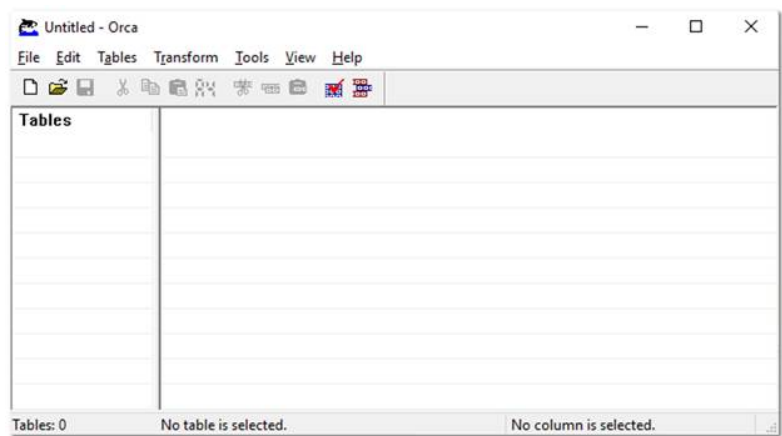 Untitled - Orca
File Edit Tables Transform Tools View Help
Tables
Tables: 0 No table is selected. No column is selected.